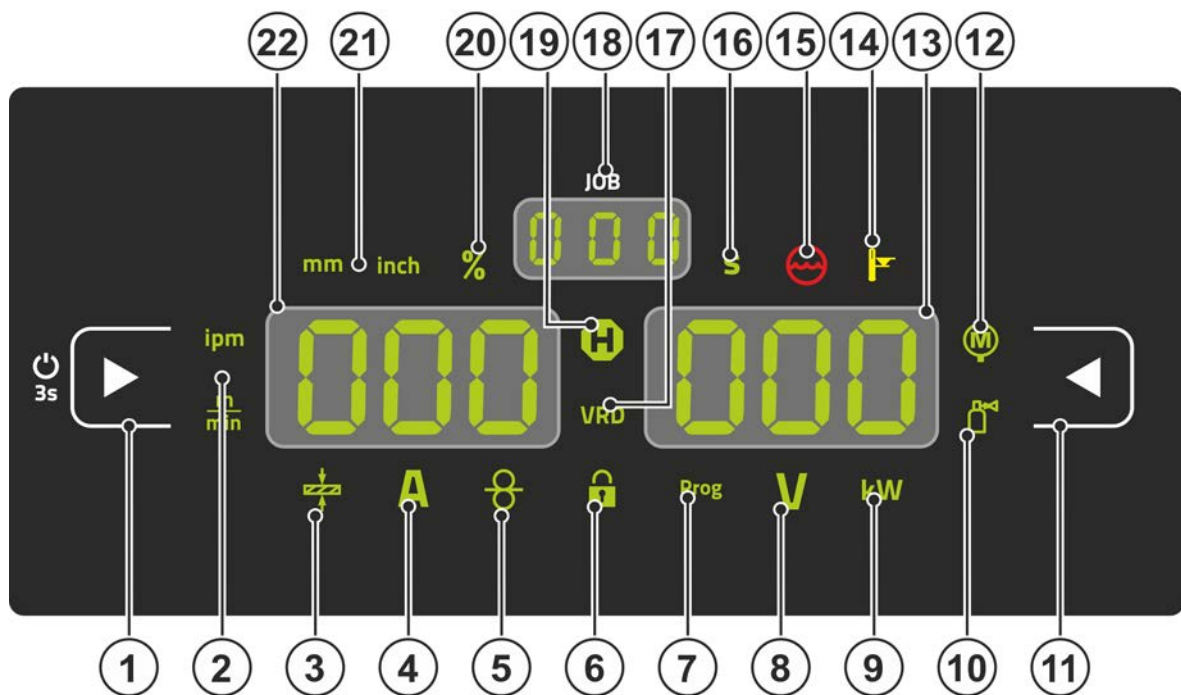 22 21 20 19 18 17 16 15 14 13 12
JOB
000
mm inch % s
ipm
000 H 000 M
3s
m
min
VRD
A Prog V kW
1 2 3 4 5 6 7 8 9 10 11